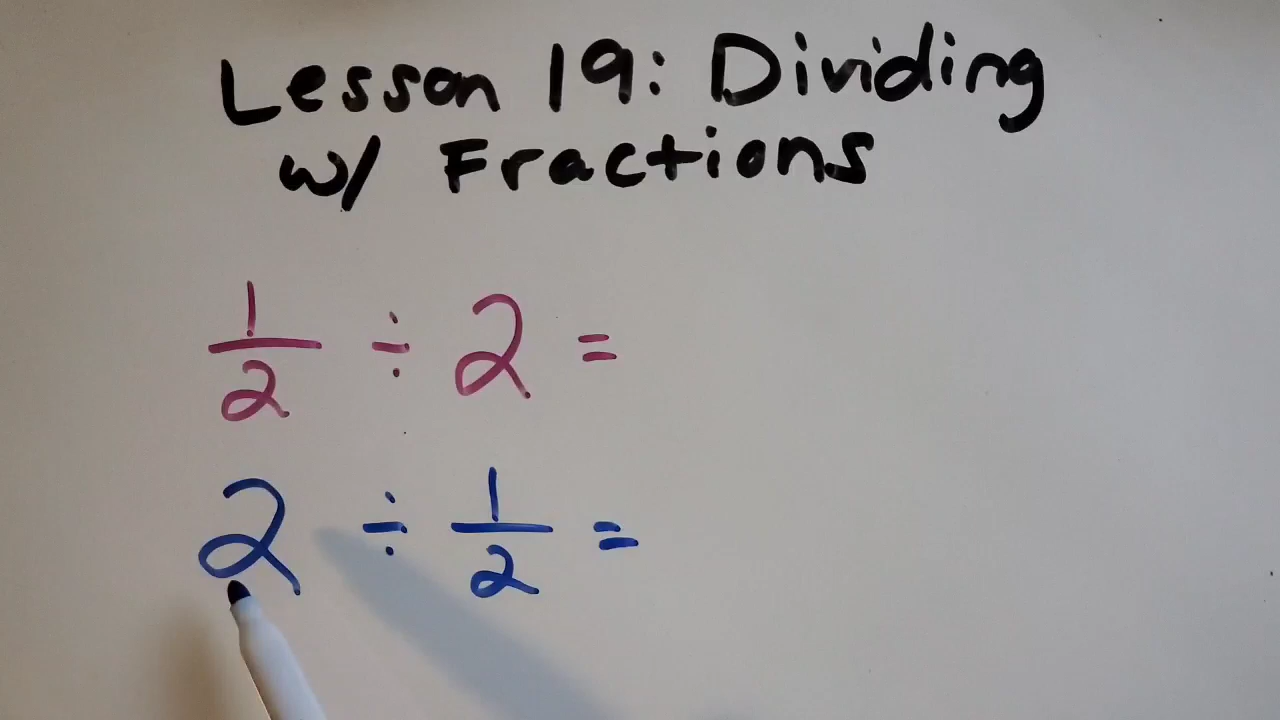 Lesson 19: Dividing
w/ Fractions
1/2 ÷ 2 =
2 ÷ 1/2 =